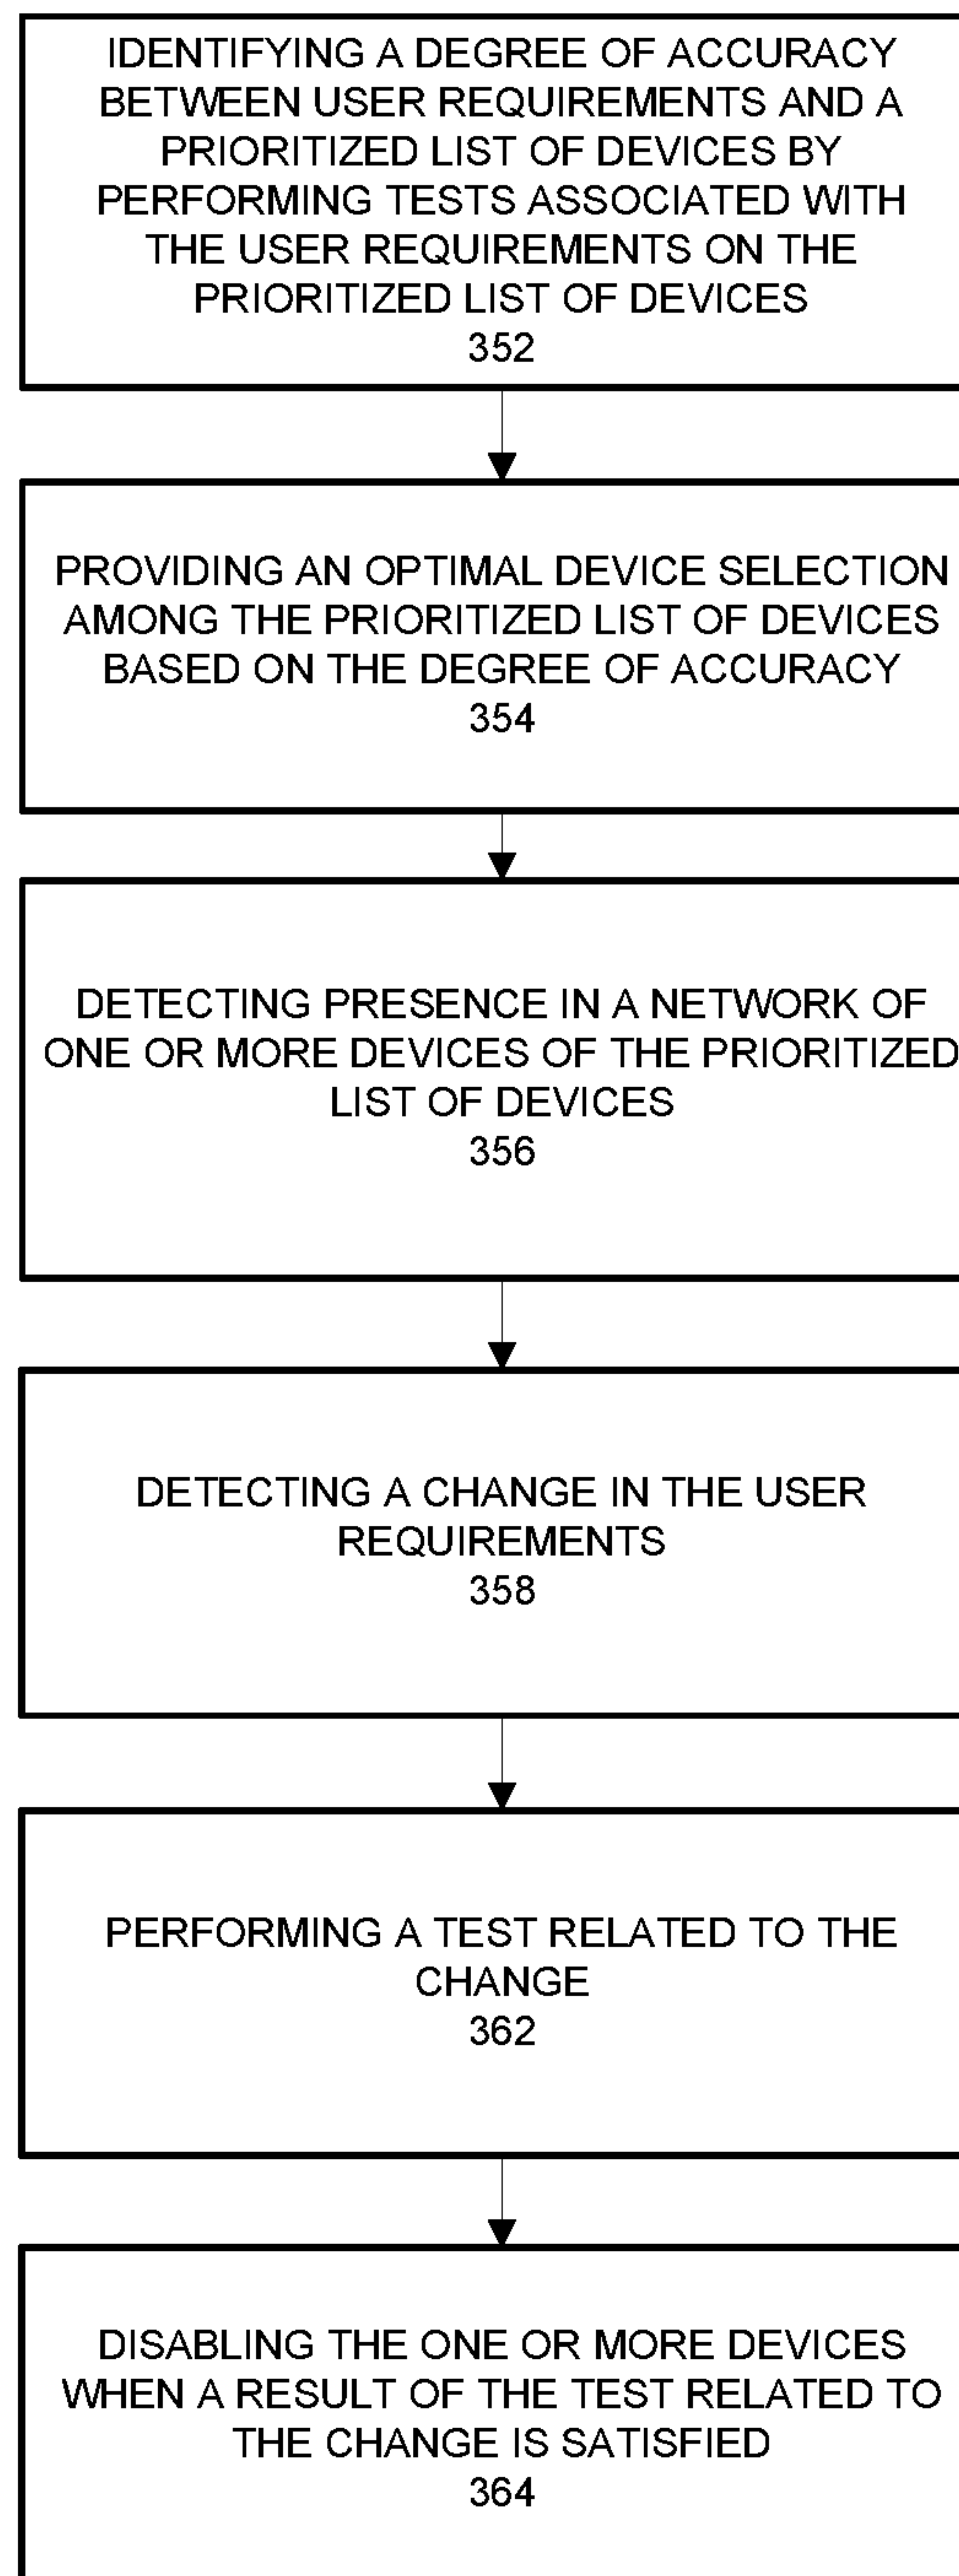 IDENTIFYING A DEGREE OF ACCURACY
BETWEEN USER REQUIREMENTS AND A
PRIORITIZED LIST OF DEVICES BY
PERFORMING TESTS ASSOCIATED WITH
THE USER REQUIREMENTS ON THE
PRIORITIZED LIST OF DEVICES
352
PROVIDING AN OPTIMAL DEVICE SELECTION
AMONG THE PRIORITIZED LIST OF DEVICES
BASED ON THE DEGREE OF ACCURACY
354
DETECTING PRESENCE IN A NETWORK OF
ONE OR MORE DEVICES OF THE PRIORITIZED
LIST OF DEVICES
356
DETECTING A CHANGE IN THE USER
REQUIREMENTS
358
PERFORMING A TEST RELATED TO THE
CHANGE
362
DISABLING THE ONE OR MORE DEVICES
WHEN A RESULT OF THE TEST RELATED TO
THE CHANGE IS SATISFIED
364